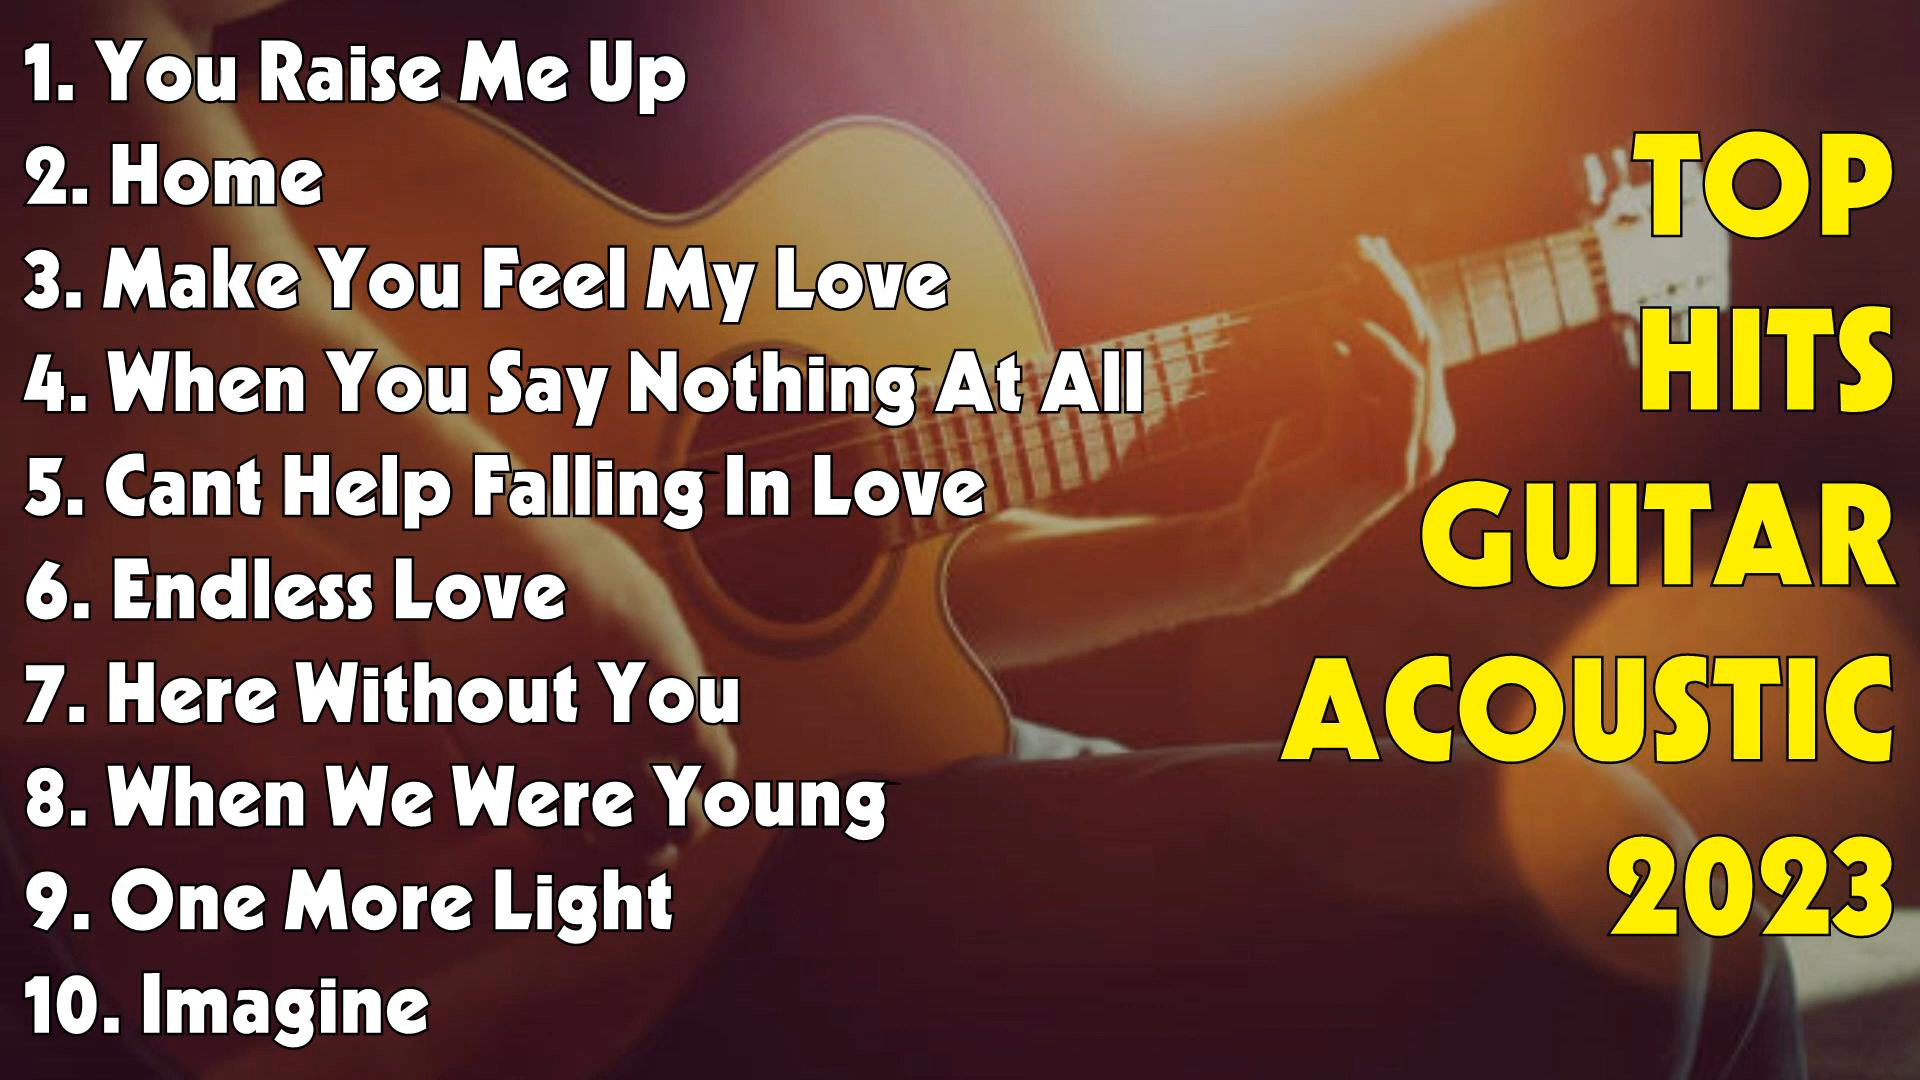 1. You Raise Me Up
2. Home
3. Make You Feel My Love
4. When You Say Nothing At All
5. Cant Help Falling In Love
6. Endless Love
7. Here Without You
8. When We Were Young
9. One More Light
10. Imagine
TOP
HITS
GUITAR
ACOUSTIC
2023